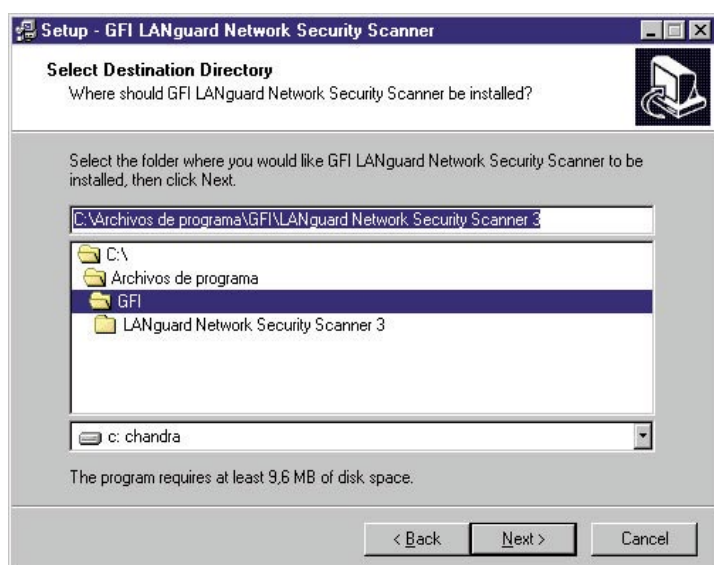 Setup - GFI LANguard Network Security Scanner
Select Destination Directory
Where should GFI LANguard Network Security Scanner be installed?
Select the folder where you would like GFI LANguard Network Security Scanner to be
installed, then click Next.
C:\Archivos de programa\GFI\LANguard Network Security Scanner 3
C:\
Archivos de programa
GFI
LANguard Network Security Scanner 3
c: chandra
The program requires at least 9,6 MB of disk space.
< Back Next > Cancel